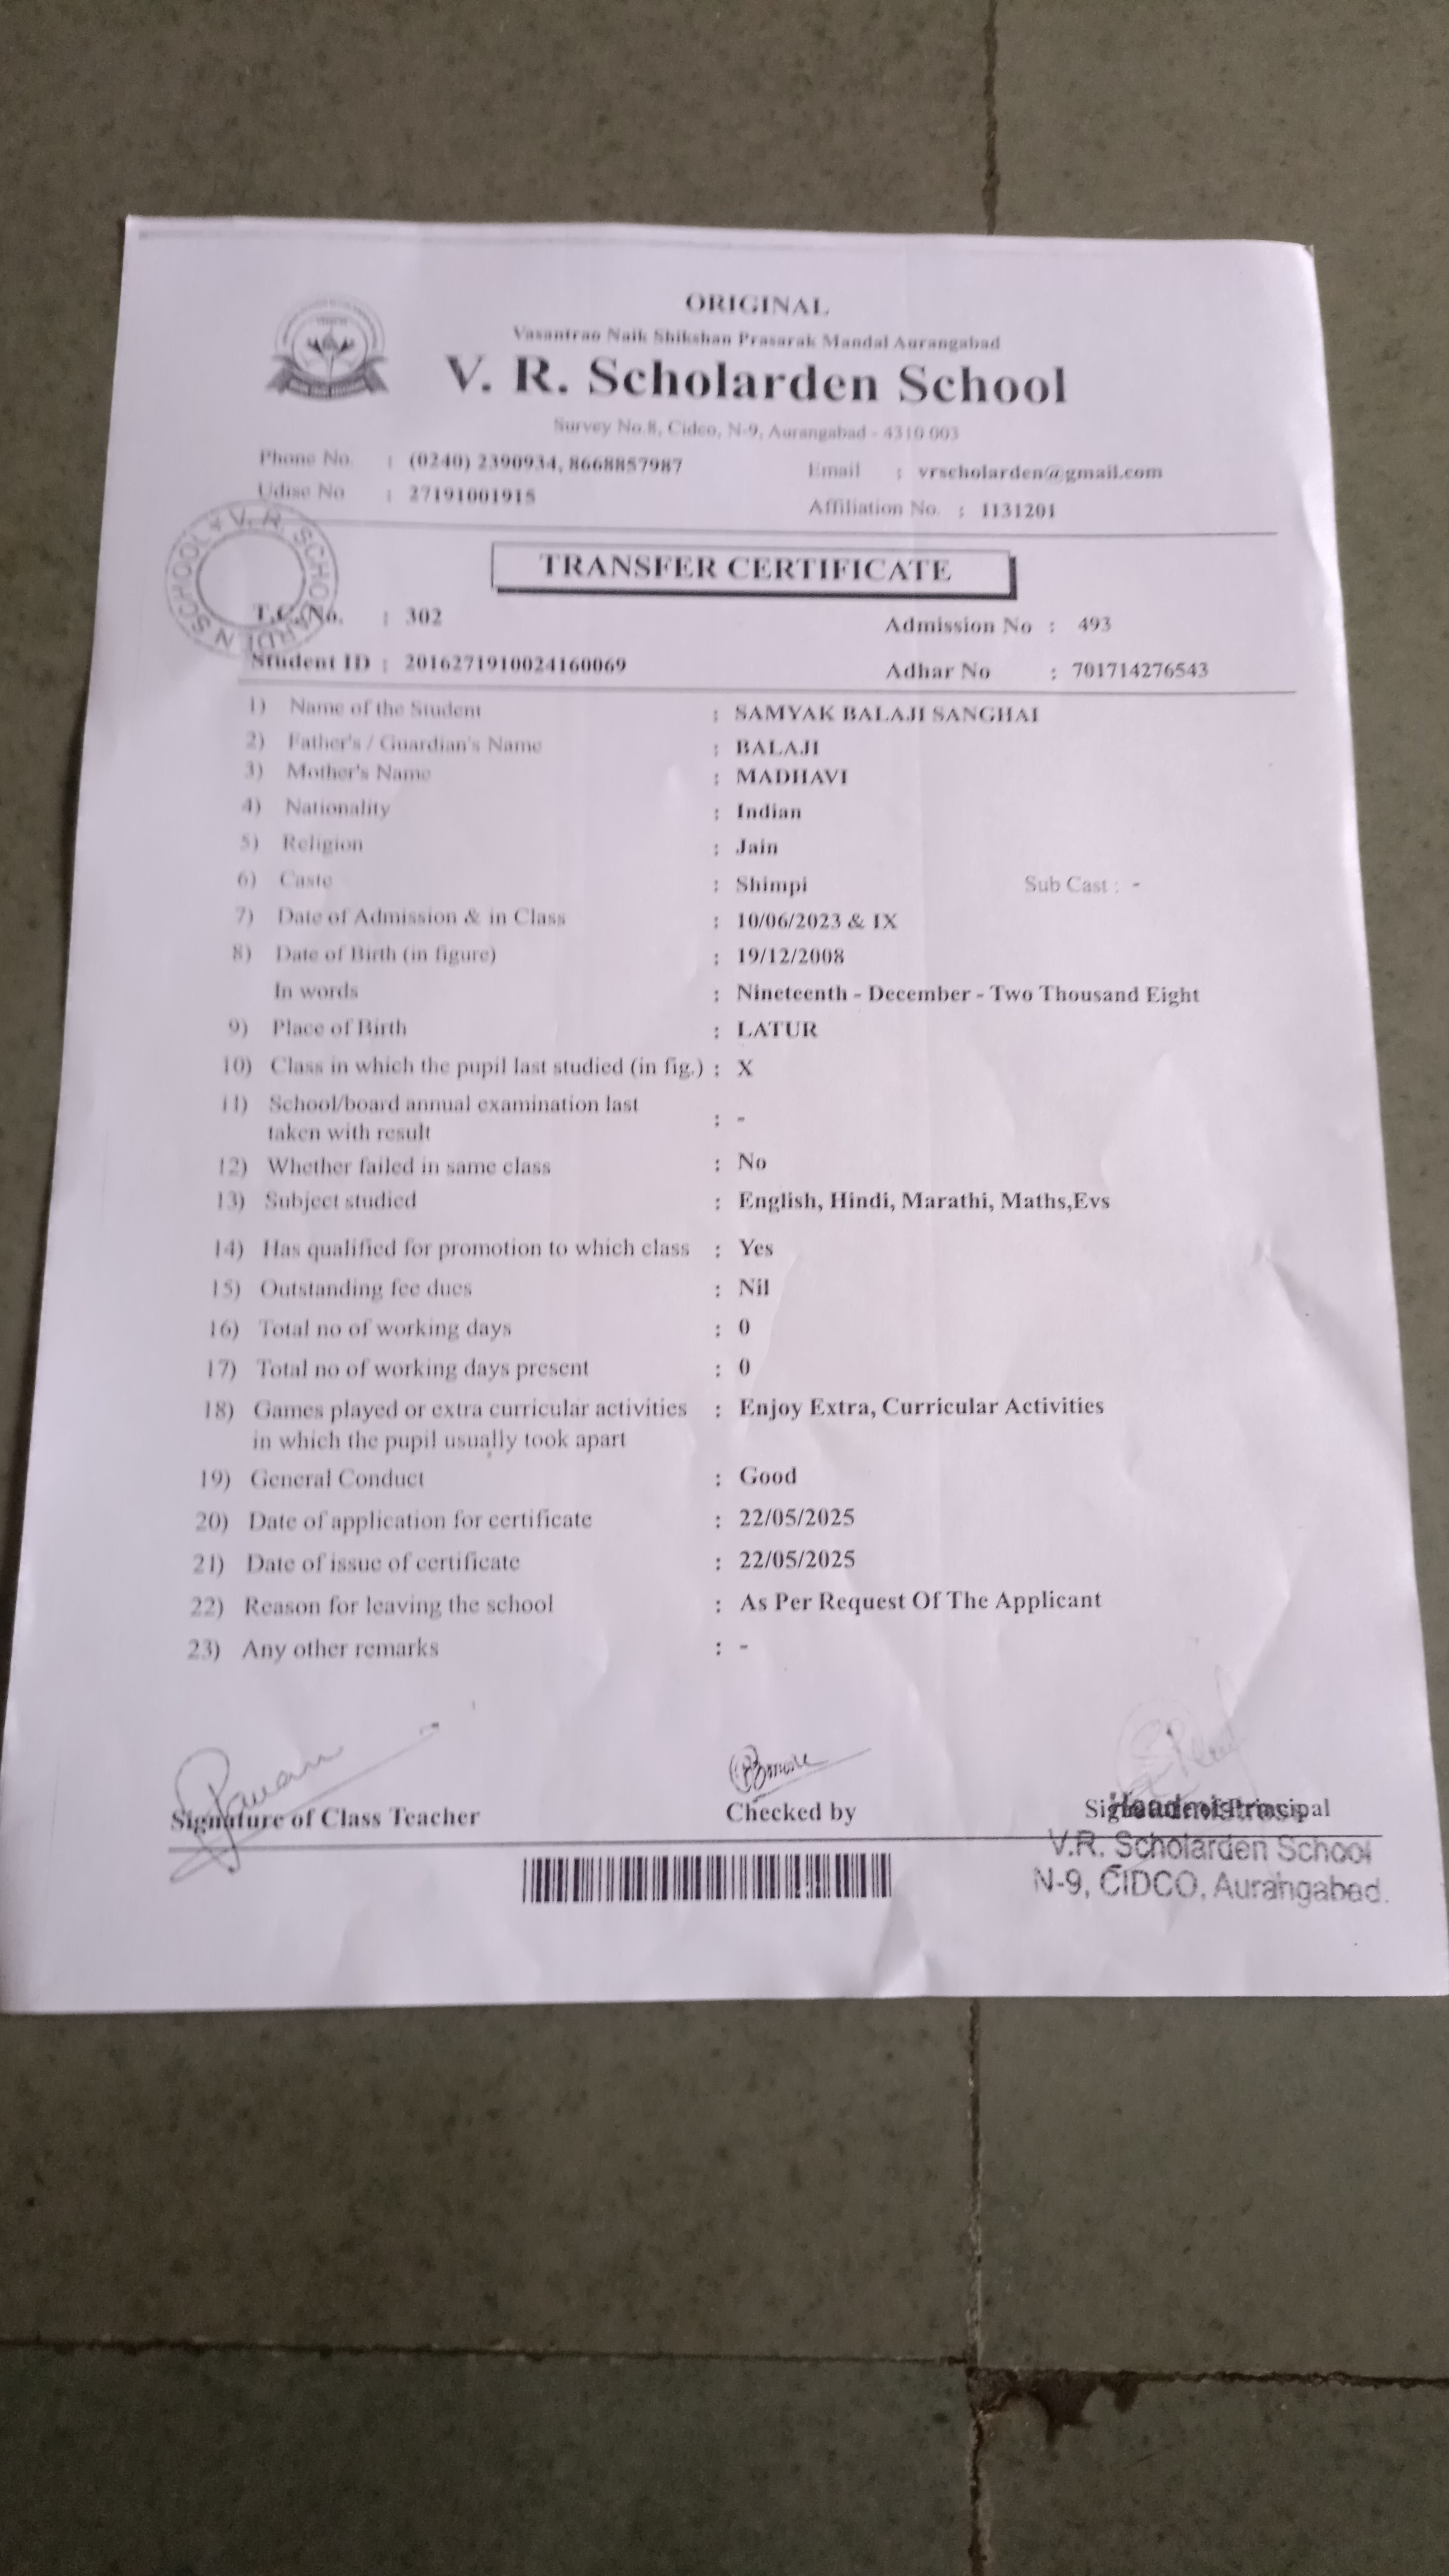 ORIGINAL
Vasantrao Naik Shikshan Prasarak Mandal Aurangabad
V. R. Scholarden School
Survey No.8, Cidco, N-9, Aurangabad - 4310 003
Phone No. : (0240) 2390934, 8668857987 Email : vrscholarden@gmail.com
Udise No : 27191001915 Affiliation No. : 1131201
TRANSFER CERTIFICATE
T.C. No. : 302 Admission No : 493
Student ID : 2016271910024160069 Adhar No : 701714276543
1) Name of the Student : SAMYAK BALAJI SANGHAI
2) Father's / Guardian's Name : BALAJI
3) Mother's Name : MADHAVI
4) Nationality : Indian
5) Religion : Jain
6) Caste : Shimpi Sub Cast : -
7) Date of Admission & in Class : 10/06/2023 & IX
8) Date of Birth (in figure) : 19/12/2008
In words : Nineteenth - December - Two Thousand Eight
9) Place of Birth : LATUR
10) Class in which the pupil last studied (in fig.) : X
11) School/board annual examination last
taken with result : -
12) Whether failed in same class : No
13) Subject studied : English, Hindi, Marathi, Maths,Evs
14) Has qualified for promotion to which class : Yes
15) Outstanding fee dues : Nil
16) Total no of working days : 0
17) Total no of working days present : 0
18) Games played or extra curricular activities : Enjoy Extra, Curricular Activities
in which the pupil usually took apart
19) General Conduct : Good
20) Date of application for certificate : 22/05/2025
21) Date of issue of certificate : 22/05/2025
22) Reason for leaving the school : As Per Request Of The Applicant
23) Any other remarks : -
Signature of Class Teacher Checked by Signature of Principal
Headmistress
V.R. Scholarden School
N-9, CIDCO, Aurangabad.